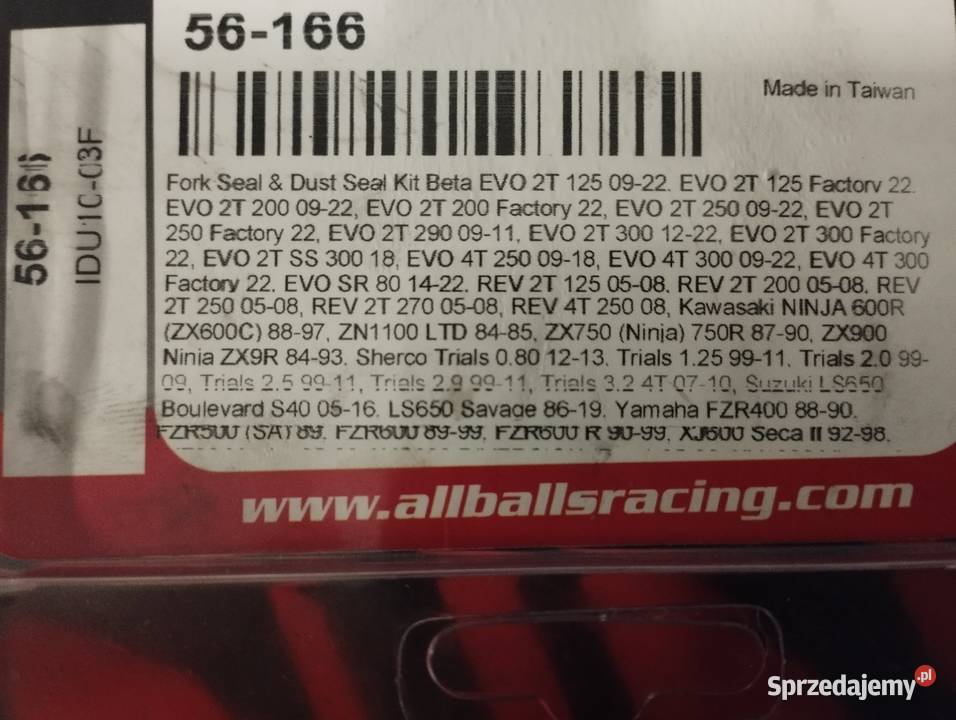 56-166
Made in Taiwan
56-166
IDU1C-03F
Fork Seal & Dust Seal Kit Beta EVO 2T 125 09-22. EVO 2T 125 Factory 22.
EVO 2T 200 09-22, EVO 2T 200 Factory 22, EVO 2T 250 09-22, EVO 2T
250 Factory 22, EVO 2T 290 09-11, EVO 2T 300 12-22, EVO 2T 300 Factory
22, EVO 2T SS 300 18, EVO 4T 250 09-18, EVO 4T 300 09-22, EVO 4T 300
Factory 22. EVO SR 80 14-22. REV 2T 125 05-08. REV 2T 200 05-08. REV
2T 250 05-08, REV 2T 270 05-08, REV 4T 250 08, Kawasaki NINJA 600R
(ZX600C) 88-97, ZN1100 LTD 84-85, ZX750 (Ninja) 750R 87-90, ZX900
Ninja ZX9R 84-93. Sherco Trials 0.80 12-13. Trials 1.25 99-11. Trials 2.0 99-
09, Trials 2.5 99-11, Trials 2.9 99-11, Trials 3.2 4T 07-10, Suzuki LS650
Boulevard S40 05-16. LS650 Savage 86-19. Yamaha FZR400 88-90.
FZR500 (SA) 89. FZR600 89-99. FZR600 R 90-99. XJ600 Seca II 92-98.
www.allballsracing.com
Sprzedajemy.pl